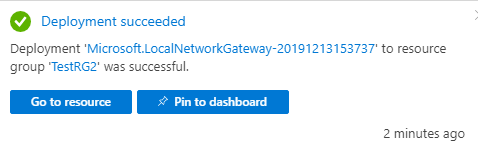 Deployment succeeded
Deployment 'Microsoft.LocalNetworkGateway-20191213153737' to resource
group 'TestRG2' was successful.
Go to resource
Pin to dashboard
2 minutes ago